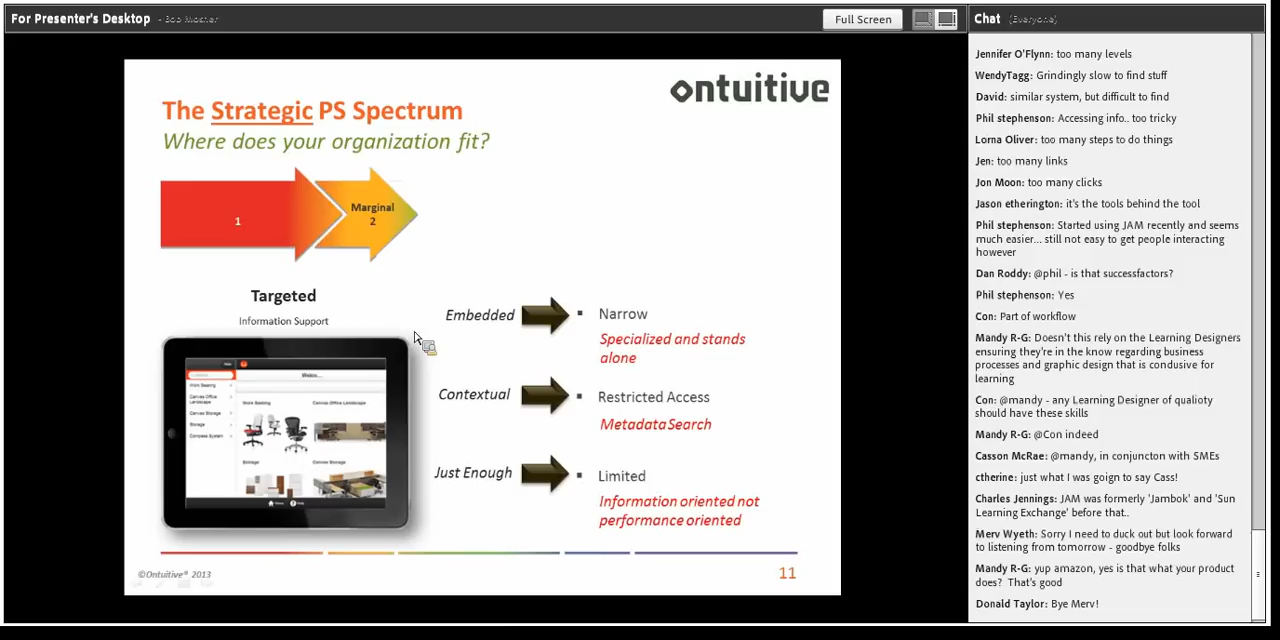 For Presenter's Desktop - Bob Mosher
Full Screen
Chat (Everyone)
ontuitive
The Strategic PS Spectrum
Where does your organization fit?
1
Marginal
2
Targeted
Information Support
Embedded
Narrow
Specialized and stands
alone
Contextual
Restricted Access
Metadata Search
Just Enough
Limited
Information oriented not
performance oriented
©Ontuitive® 2013
11
Jennifer O'Flynn: too many levels
WendyTagg: Grindingly slow to find stuff
David: similar system, but difficult to find
Phil stephenson: Accessing info.. too tricky
Lorna Oliver: too many steps to do things
Jen: too many links
Jon Moon: too many clicks
Jason etherington: it's the tools behind the tool
Phil stephenson: Started using JAM recently and seems
much easier... still not easy to get people interacting
however
Dan Roddy: @phil - is that successfactors?
Phil stephenson: Yes
Con: Part of workflow
Mandy R-G: Doesn't this rely on the Learning Designers
ensuring they're in the know regarding business
processes and graphic design that is condusive for
learning
Con: @mandy - any Learning Designer of qualioty
should have these skills
Mandy R-G: @Con indeed
Casson McRae: @mandy, in conjuncton with SMEs
ctherine: just what I was goign to say Cass!
Charles Jennings: JAM was formerly 'Jambok' and 'Sun
Learning Exchange' before that..
Merv Wyeth: Sorry I need to duck out but look forward
to listening from tomorrow - goodbye folks
Mandy R-G: yup amazon, yes is that what your product
does? That's good
Donald Taylor: Bye Merv!